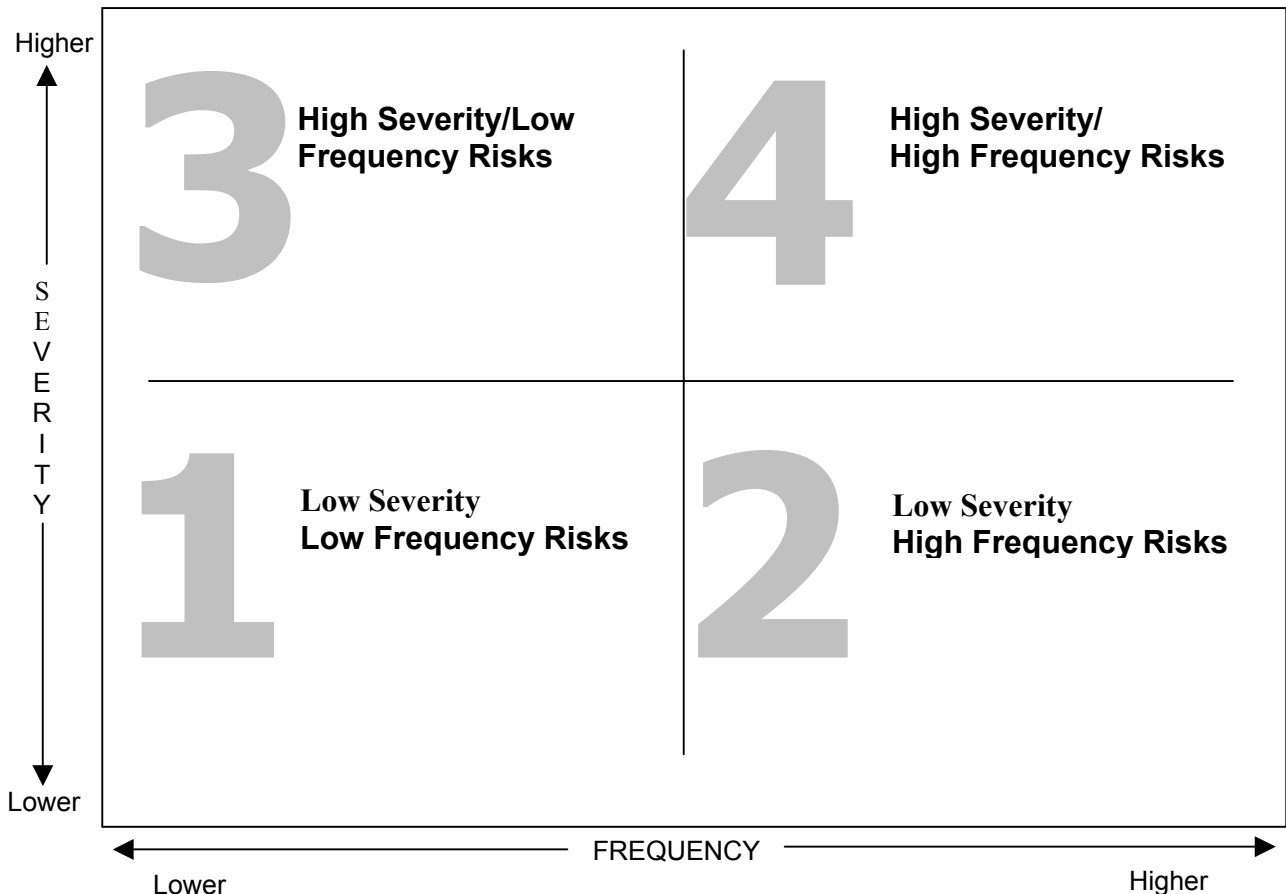 Higher
3
High Severity/Low
Frequency Risks
4
High Severity/
High Frequency Risks
S
E
V
E
R
I
T
Y
1
Low Severity
Low Frequency Risks
2
Low Severity
High Frequency Risks
Lower
FREQUENCY
Lower
Higher